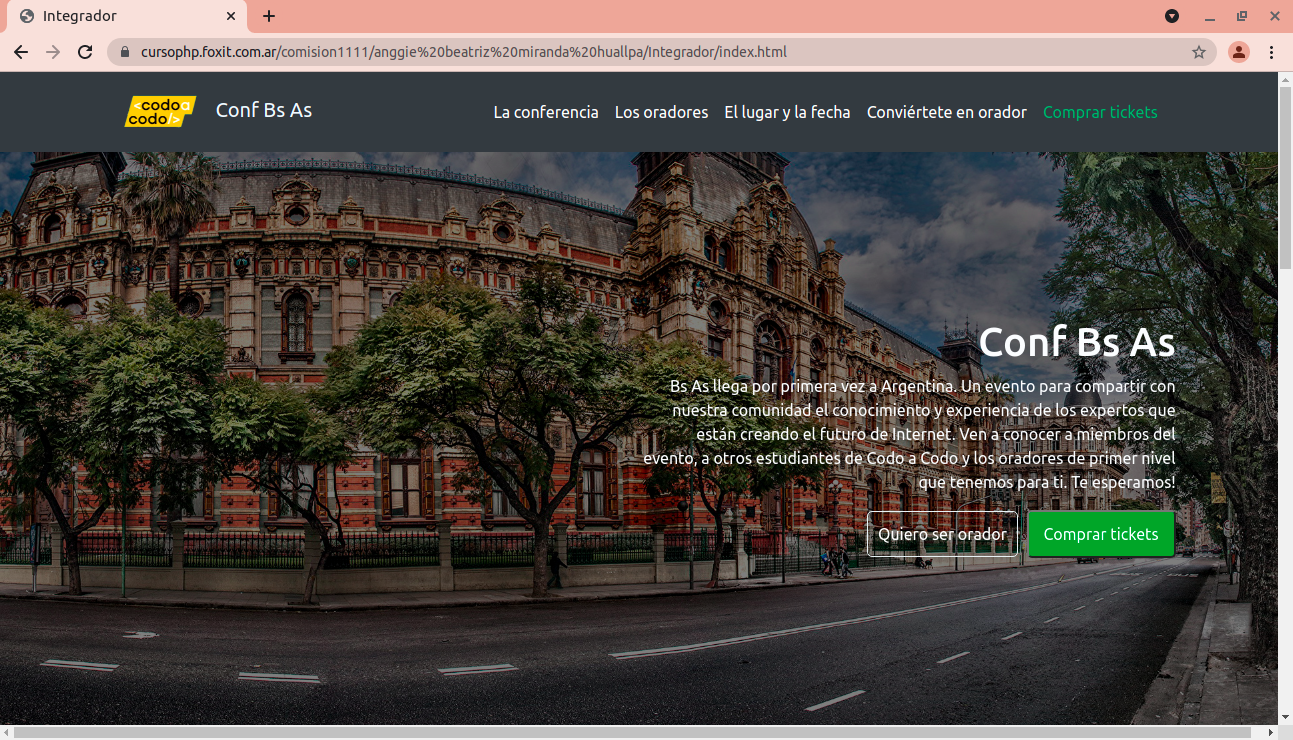 Integrador
cursophp.foxit.com.ar/comision1111/anggie%20beatriz%20miranda%20huallpa/Integrador/index.html
<codo a
codo/>
Conf Bs As
La conferencia Los oradores El lugar y la fecha Conviértete en orador Comprar tickets
Conf Bs As
Bs As llega por primera vez a Argentina. Un evento para compartir con
nuestra comunidad el conocimiento y experiencia de los expertos que
están creando el futuro de Internet. Ven a conocer a miembros del
evento, a otros estudiantes de Codo a Codo y los oradores de primer nivel
que tenemos para ti. Te esperamos!
Quiero ser orador Comprar tickets